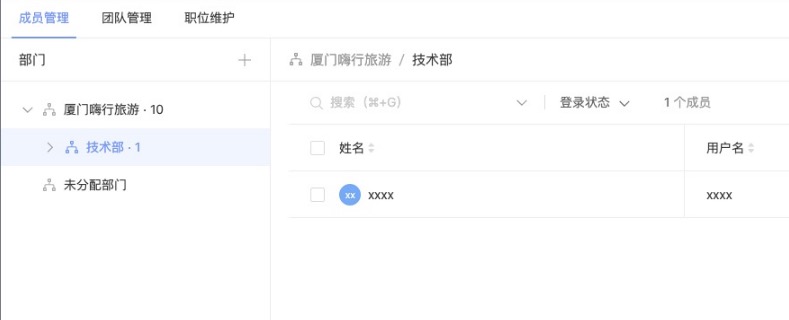 成员管理 团队管理 职位维护
部门
厦门嗨行旅游 / 技术部
厦门嗨行旅游 · 10
搜索（⌘+G） 登录状态 1 个成员
技术部 · 1
姓名 用户名
未分配部门
xx xxxx xxxx